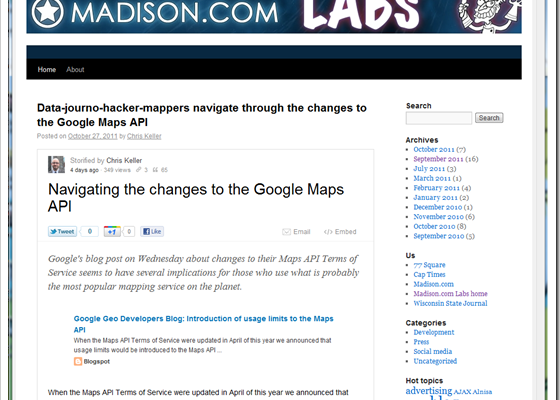 MADISON.COM LABS
Home About
Data-journo-hacker-mappers navigate through the changes to
the Google Maps API
Posted on October 27, 2011 by Chris Keller
Storified by Chris Keller
4 days ago · 349 views 3 65
Navigating the changes to the Google Maps
API
Tweet 0 +1 0 Like
Email </> Embed
Google's blog post on Wednesday about changes to their Maps API Terms of
Service seems to have several implications for those who use what is probably
the most popular mapping service on the planet.
Google Geo Developers Blog: Introduction of usage limits to the Maps
API
When the Maps API Terms of Service were updated in April of this year we announced that
usage limits would be introduced to the Maps API ...
Blogspot
When the Maps API Terms of Service were updated in April of this year we announced that
Search
Search
Archives
October 2011 (7)
September 2011 (16)
July 2011 (3)
March 2011 (1)
February 2011 (4)
January 2011 (2)
December 2010 (1)
November 2010 (6)
October 2010 (8)
September 2010 (5)
Us
77 Square
Cap Times
Madison.com
Madison.com Labs home
Wisconsin State Journal
Categories
Development
Press
Social media
Uncategorized
Hot topics
advertising AJAX Alnisa